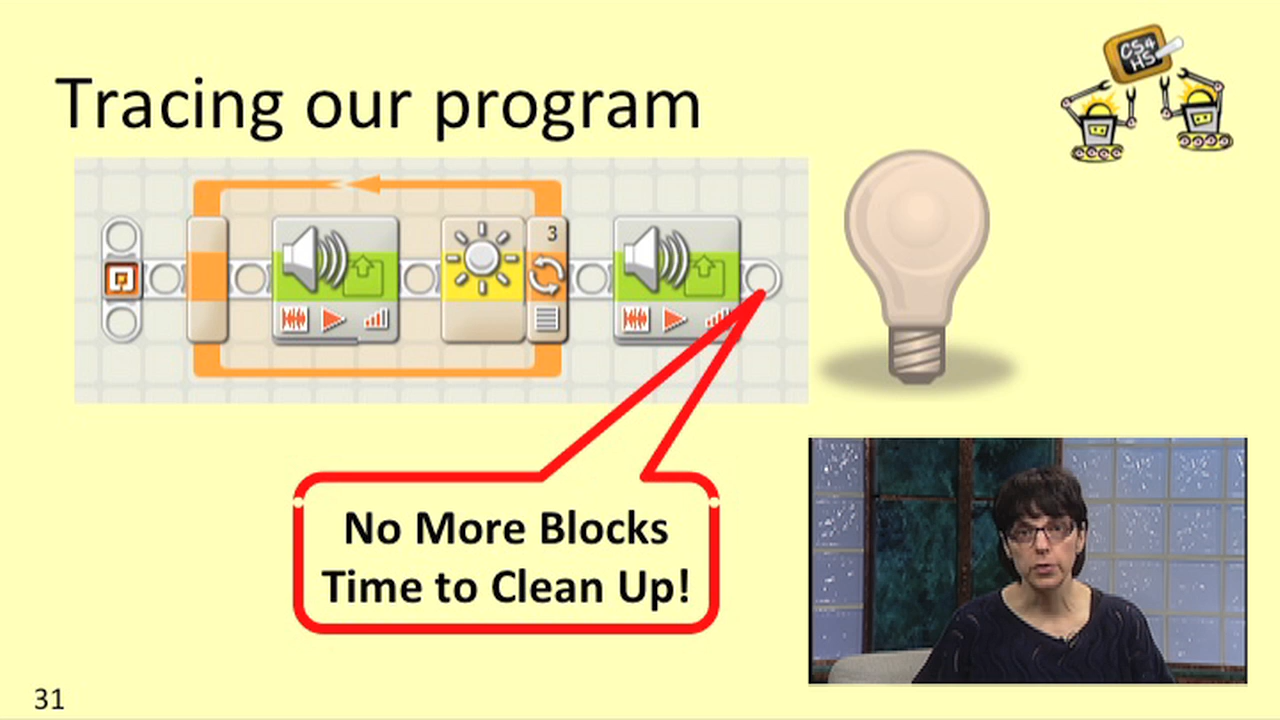 Tracing our program
CS4
HS
3
No More Blocks
Time to Clean Up!
31